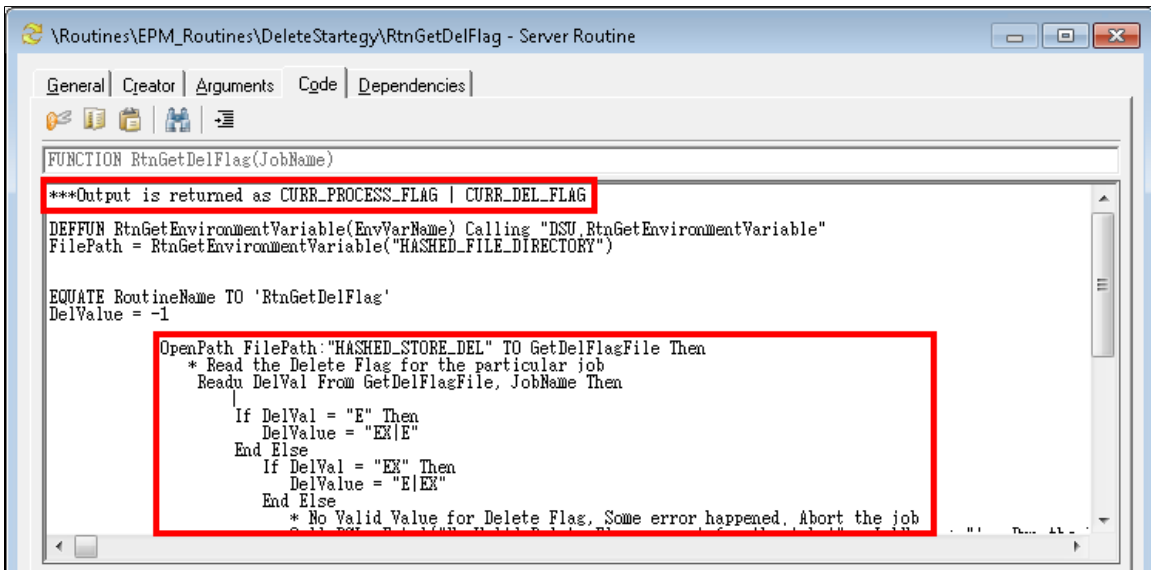 \Routines\EPM_Routines\DeleteStartegy\RtnGetDelFlag - Server Routine
General Creator Arguments Code Dependencies
FUNCTION RtnGetDelFlag(JobName)
***Output is returned as CURR_PROCESS_FLAG | CURR_DEL_FLAG
DEFFUN RtnGetEnvironmentVariable(EnvVarName) Calling "DSU.RtnGetEnvironmentVariable"
FilePath = RtnGetEnvironmentVariable("HASHED_FILE_DIRECTORY")
EQUATE RoutineName TO 'RtnGetDelFlag'
DelValue = -1
OpenPath FilePath:"HASHED_STORE_DEL" TO GetDelFlagFile Then
* Read the Delete Flag for the particular job
Readu DelVal From GetDelFlagFile, JobName Then
If DelVal = "E" Then
DelValue = "EX|E"
End Else
If DelVal = "EX" Then
DelValue = "E|EX"
End Else
* No Valid Value for Delete Flag, Some error happened. Abort the job